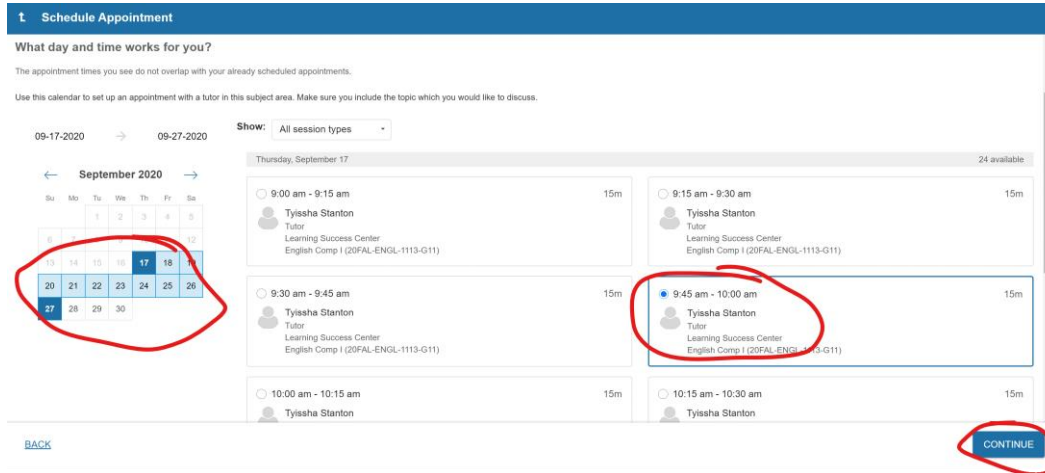 Schedule Appointment
What day and time works for you?
The appointment times you see do not overlap with your already scheduled appointments.
Use this calendar to set up an appointment with a tutor in this subject area. Make sure you include the topic which you would like to discuss.
09-17-2020 → 09-27-2020
← September 2020 →
Su Mo Tu We Th Fr Sa
1 2 3 4 5
6 7 9 12
13 14 15 16 17 18 19
20 21 22 23 24 25 26
27 28 29 30
Show: All session types
Thursday, September 17 24 available
9:00 am - 9:15 am 15m
Tyissha Stanton
Tutor
Learning Success Center
English Comp I (20FAL-ENGL-1113-G11)
9:15 am - 9:30 am 15m
Tyissha Stanton
Tutor
Learning Success Center
English Comp I (20FAL-ENGL-1113-G11)
9:30 am - 9:45 am 15m
Tyissha Stanton
Tutor
Learning Success Center
English Comp I (20FAL-ENGL-1113-G11)
9:45 am - 10:00 am 15m
Tyissha Stanton
Tutor
Learning Success Center
English Comp I (20FAL-ENGL-1113-G11)
10:00 am - 10:15 am 15m
Tyissha Stanton
10:15 am - 10:30 am 15m
Tyissha Stanton
BACK
CONTINUE